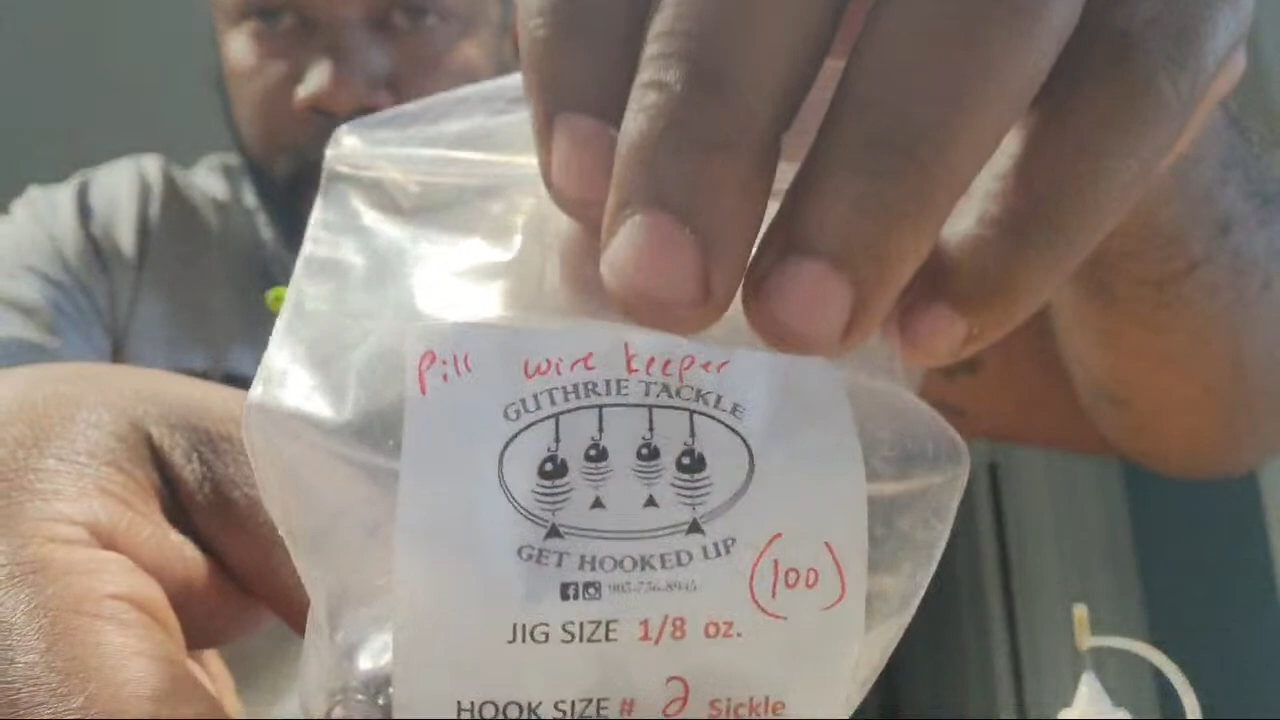 Pill wire keeper
GUTHRIE TACKLE
GET HOOKED UP
(100)
JIG SIZE 1/8 oz.
HOOK SIZE # 2 Sickle